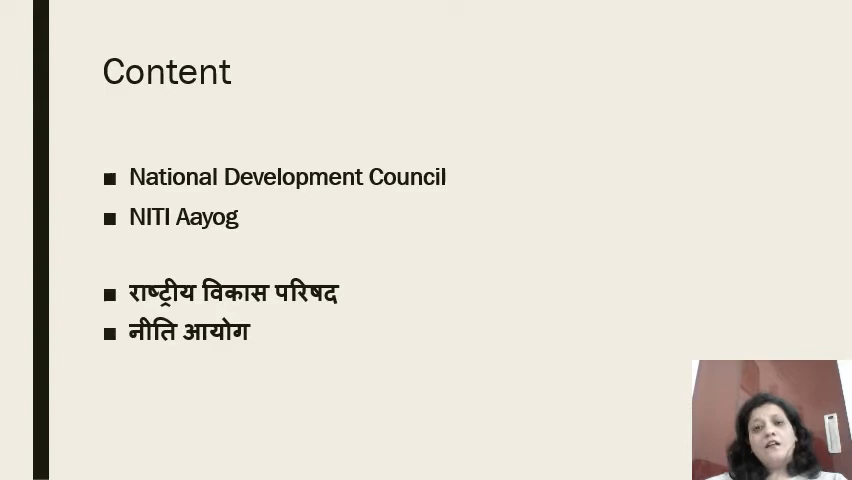 Content
■ National Development Council
■ NITI Aayog
■ राष्ट्रीय विकास परिषद
■ नीति आयोग